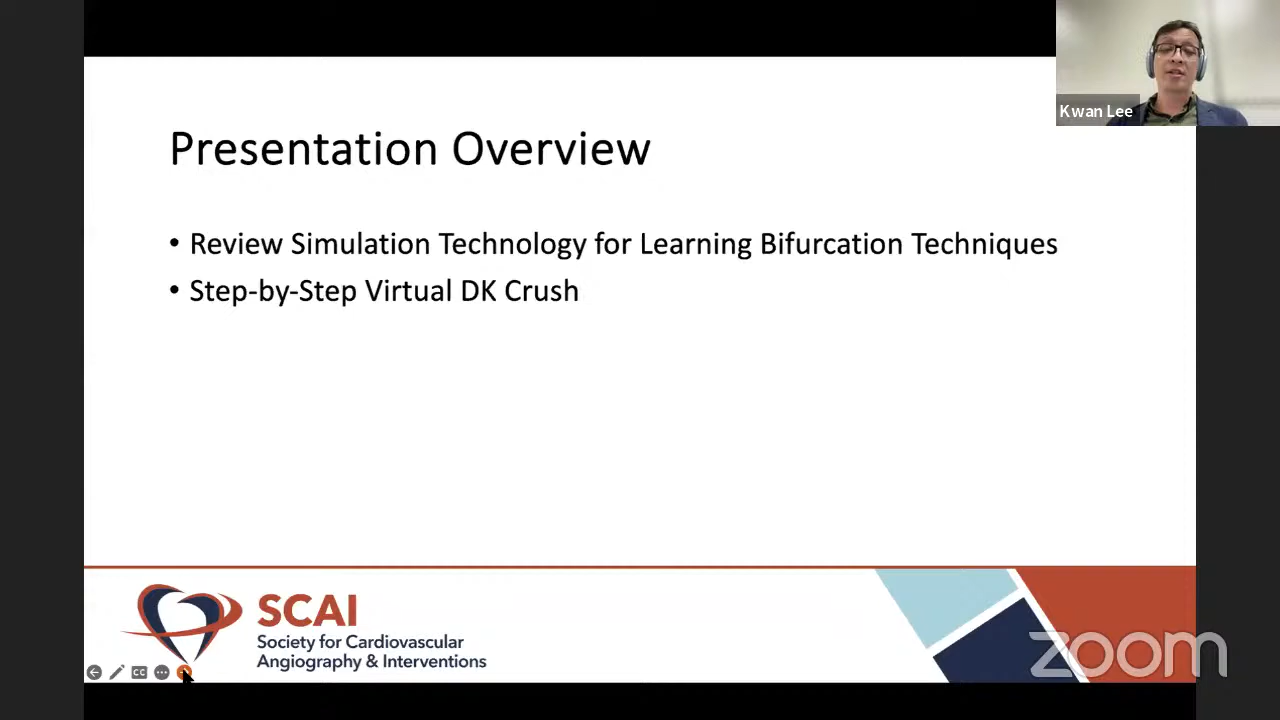 Kwan Lee
Presentation Overview
• Review Simulation Technology for Learning Bifurcation Techniques
• Step-by-Step Virtual DK Crush
SCAI
Society for Cardiovascular
Angiography & Interventions
CC
zoom